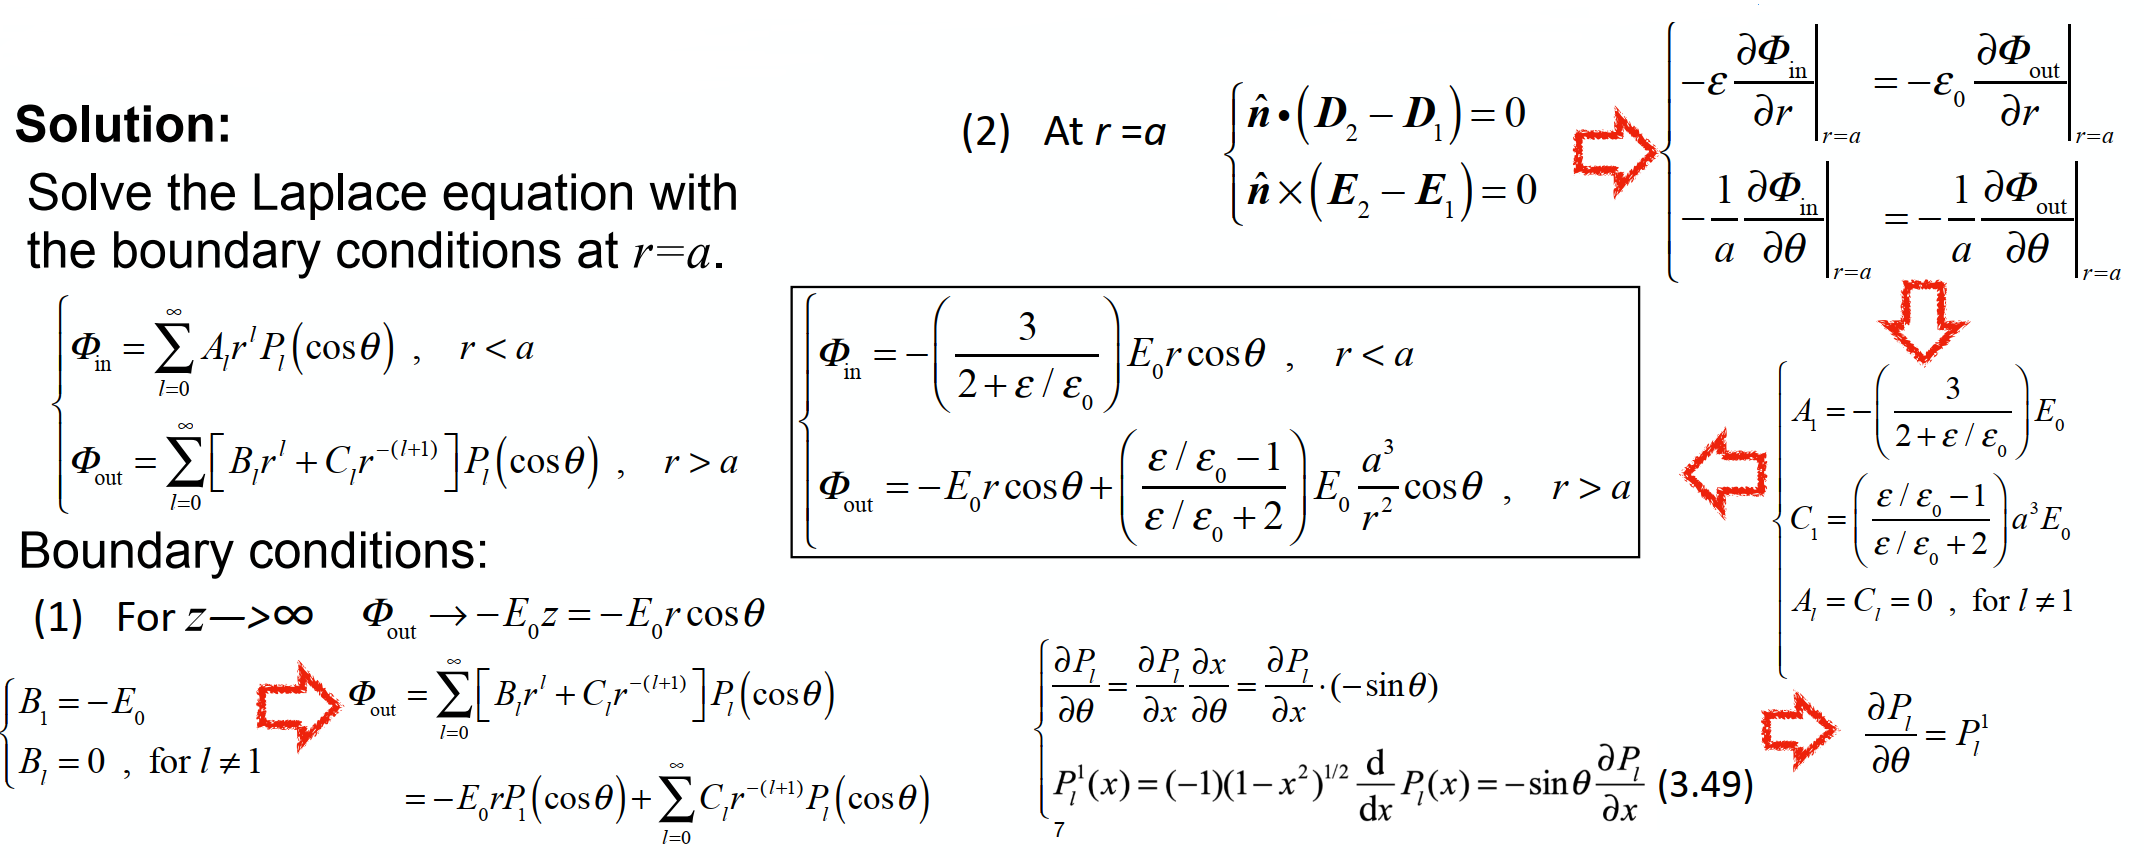 Solution:
Solve the Laplace equation with
the boundary conditions at r=a.
Φ_in = ∑_{l=0}^{∞} A_l r^l P_l(cosθ) , r < a
Φ_out = ∑_{l=0}^{∞} [B_l r^l + C_l r^{-(l+1)}] P_l(cosθ) , r > a
Boundary conditions:
(1) For z—>∞ Φ_out → −E_0 z = −E_0 r cosθ
B_1 = −E_0
B_l = 0 , for l ≠ 1
Φ_out = ∑_{l=0}^{∞} [B_l r^l + C_l r^{-(l+1)}] P_l(cosθ)
= −E_0 r P_1(cosθ) + ∑_{l=0}^{∞} C_l r^{-(l+1)} P_l(cosθ)
(2) At r =a
n̂ • (D_2 − D_1) = 0
n̂ × (E_2 − E_1) = 0
−ε ∂Φ_in/∂r |_{r=a} = −ε_0 ∂Φ_out/∂r |_{r=a}
−(1/a) ∂Φ_in/∂θ |_{r=a} = −(1/a) ∂Φ_out/∂θ |_{r=a}
A_1 = −(3/(2 + ε / ε_0)) E_0
C_1 = ((ε / ε_0 − 1)/(ε / ε_0 + 2)) a^3 E_0
A_l = C_l = 0 , for l ≠ 1
Φ_in = −(3/(2 + ε / ε_0)) E_0 r cosθ , r < a
Φ_out = −E_0 r cosθ + ((ε / ε_0 − 1)/(ε / ε_0 + 2)) E_0 (a^3/r^2) cosθ , r > a
∂P_l/∂θ = ∂P_l/∂x ∂x/∂θ = ∂P_l/∂x · (−sinθ)
P_l^1(x) = (−1)(1−x^2)^{1/2} d/dx P_l(x) = −sinθ ∂P_l/∂x (3.49)
∂P_l/∂θ = P_l^1
7